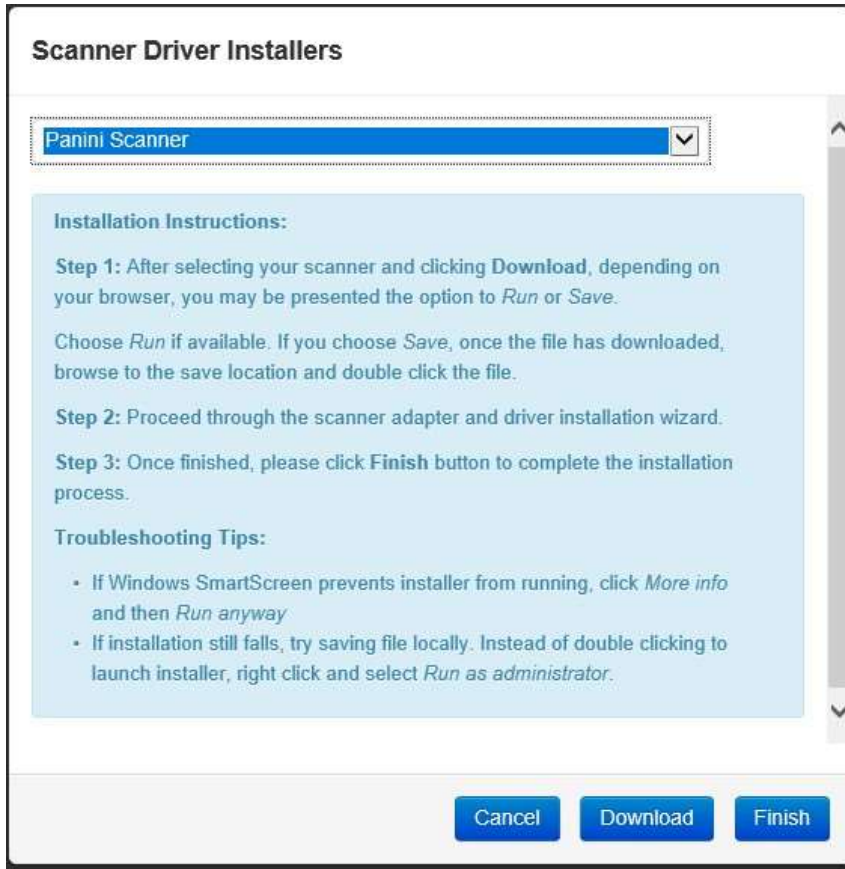 Scanner Driver Installers
Panini Scanner
Installation Instructions:
Step 1: After selecting your scanner and clicking Download, depending on
your browser, you may be presented the option to Run or Save.
Choose Run if available. If you choose Save, once the file has downloaded,
browse to the save location and double click the file.
Step 2: Proceed through the scanner adapter and driver installation wizard.
Step 3: Once finished, please click Finish button to complete the installation
process.
Troubleshooting Tips:
• If Windows SmartScreen prevents installer from running, click More info
and then Run anyway
• If installation still falls, try saving file locally. Instead of double clicking to
launch installer, right click and select Run as administrator.
Cancel Download Finish